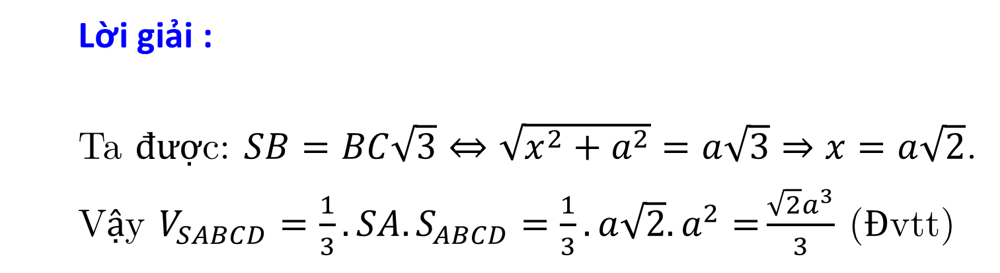 Lời giải :
Ta được: $SB = BC\sqrt{3} \Leftrightarrow \sqrt{x^2 + a^2} = a\sqrt{3} \Rightarrow x = a\sqrt{2}$.
Vậy $V_{SABCD} = \frac{1}{3}.SA.S_{ABCD} = \frac{1}{3}.a\sqrt{2}.a^2 = \frac{\sqrt{2}a^3}{3}$ (Đvtt)